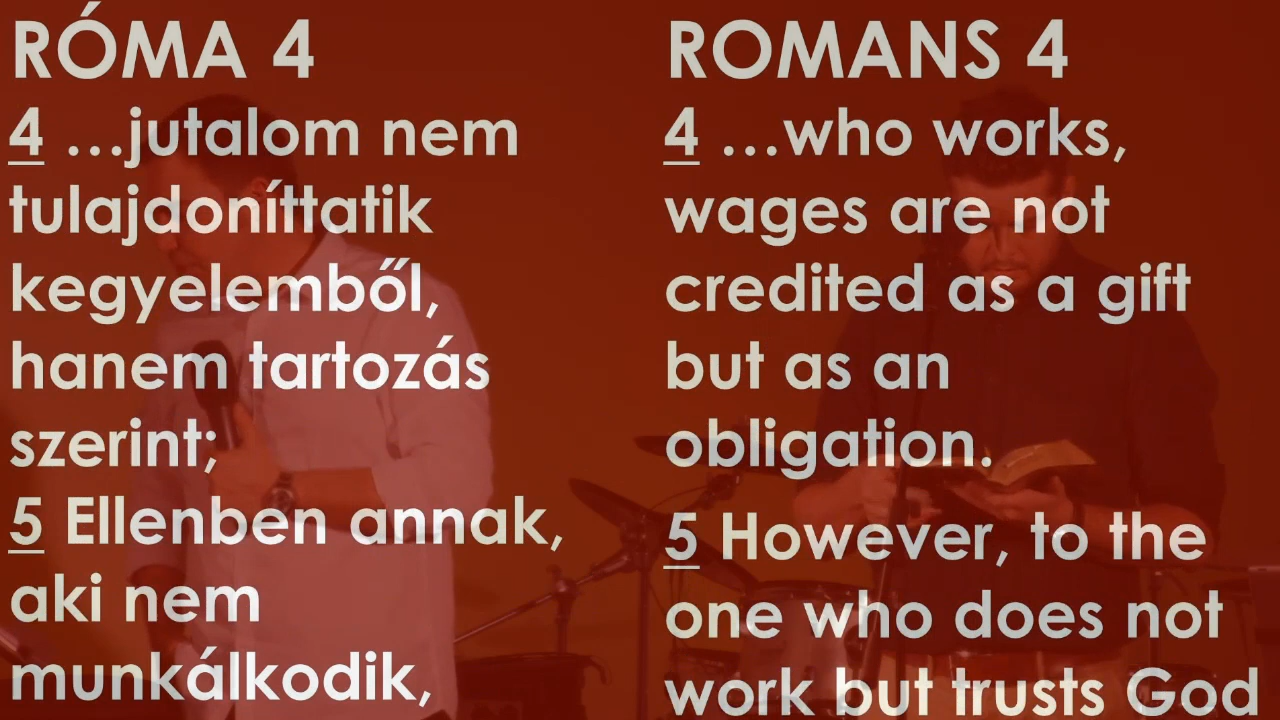 RÓMA 4
4 …jutalom nem
tulajdoníttatik
kegyelemből,
hanem tartozás
szerint;
5 Ellenben annak,
aki nem
munkálkodik,
ROMANS 4
4 …who works,
wages are not
credited as a gift
but as an
obligation.
5 However, to the
one who does not
work but trusts God